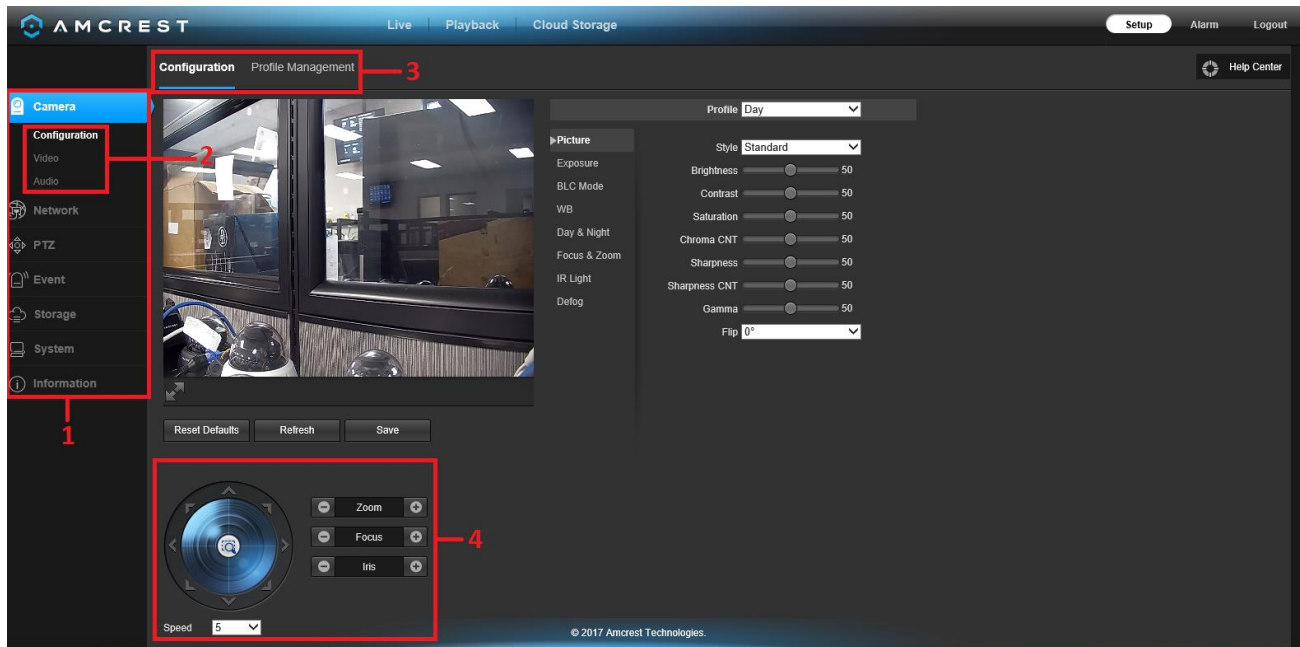 AMCREST
Live Playback Cloud Storage
Setup Alarm Logout
Configuration Profile Management
3
Help Center
Camera
Configuration
Video
Audio
2
Network
PTZ
Event
Storage
System
Information
1
Profile Day
Picture
Exposure
BLC Mode
WB
Day & Night
Focus & Zoom
IR Light
Defog
Style Standard
Brightness 50
Contrast 50
Saturation 50
Chroma CNT 50
Sharpness 50
Sharpness CNT 50
Gamma 50
Flip 0°
Reset Defaults Refresh Save
Zoom
Focus
Iris
4
Speed 5
© 2017 Amcrest Technologies.